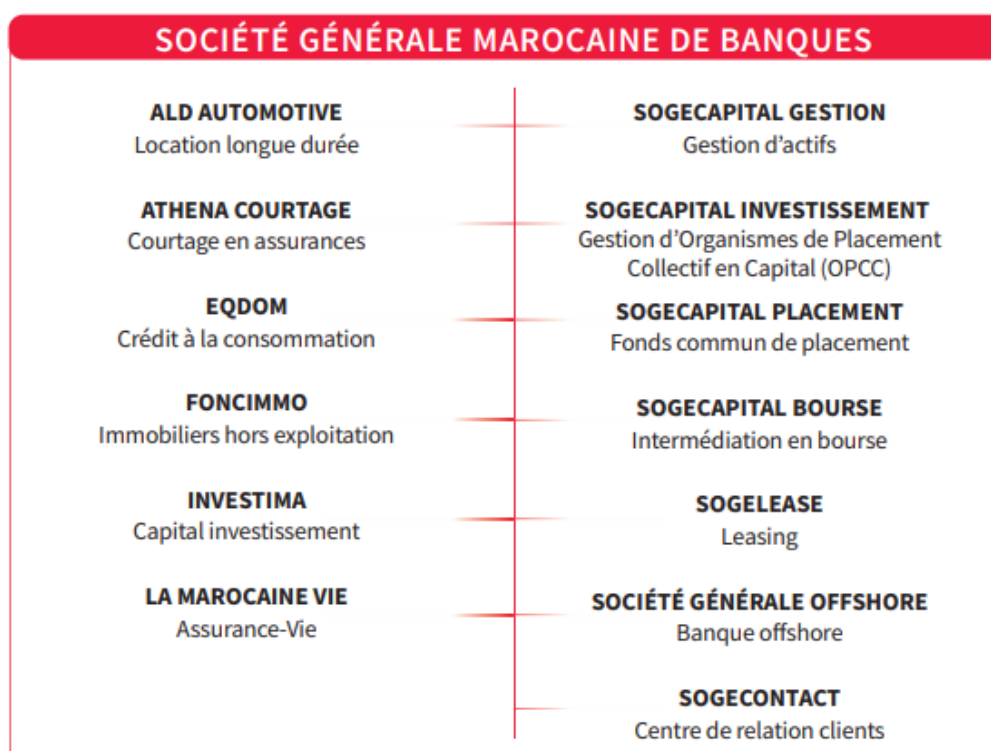 SOCIÉTÉ GÉNÉRALE MAROCAINE DE BANQUES
ALD AUTOMOTIVE
Location longue durée
ATHENA COURTAGE
Courtage en assurances
EQDOM
Crédit à la consommation
FONCIMMO
Immobiliers hors exploitation
INVESTIMA
Capital investissement
LA MAROCAINE VIE
Assurance-Vie
SOGECAPITAL GESTION
Gestion d’actifs
SOGECAPITAL INVESTISSEMENT
Gestion d’Organismes de Placement
Collectif en Capital (OPCC)
SOGECAPITAL PLACEMENT
Fonds commun de placement
SOGECAPITAL BOURSE
Intermédiation en bourse
SOGELEASE
Leasing
SOCIÉTÉ GÉNÉRALE OFFSHORE
Banque offshore
SOGECONTACT
Centre de relation clients